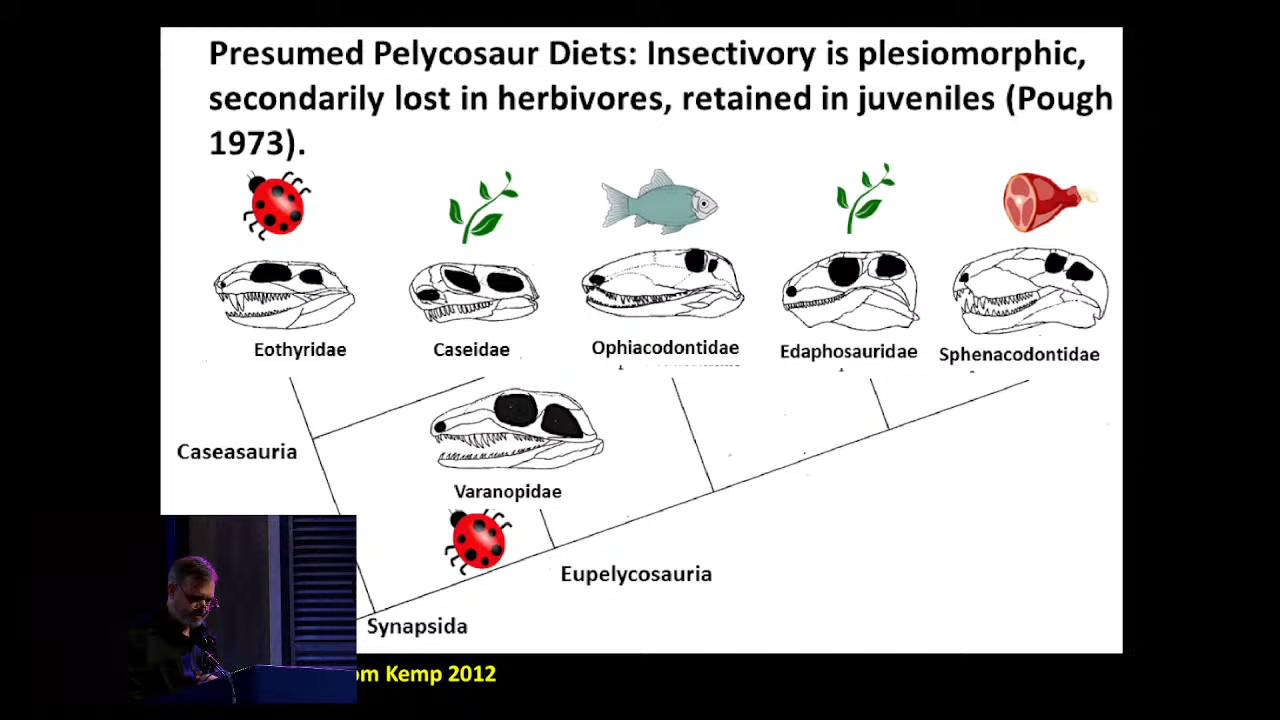 Presumed Pelycosaur Diets: Insectivory is plesiomorphic,
secondarily lost in herbivores, retained in juveniles (Pough
1973).
Eothyridae
Caseidae
Ophiacodontidae
Edaphosauridae
Sphenacodontidae
Caseasauria
Varanopidae
Eupelycosauria
Synapsida
Kemp 2012